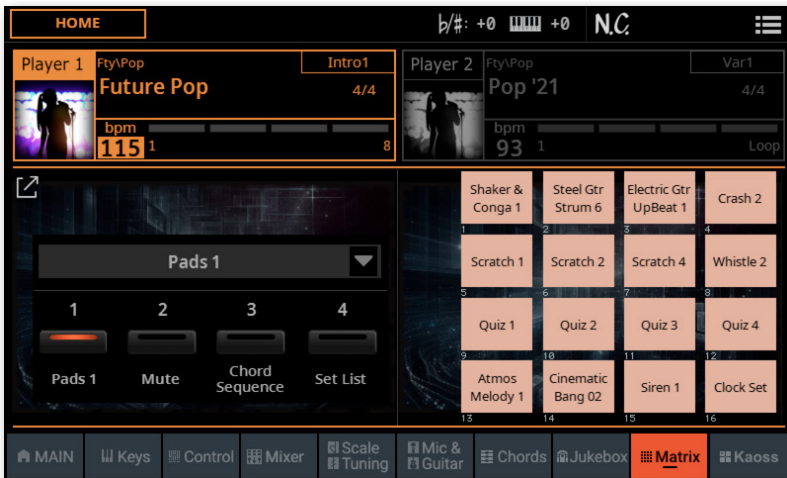 HOME
♭/♯: +0 +0 N.C.
Player 1
Fty\Pop
Intro1
Future Pop
4/4
bpm
115
1
8
Player 2
Fty\Pop
Var1
Pop '21
4/4
bpm
93
1
Loop
Pads 1
1 2 3 4
Pads 1
Mute
Chord
Sequence
Set List
Shaker &
Conga 1
1
Steel Gtr
Strum 6
2
Electric Gtr
UpBeat 1
3
Crash 2
4
Scratch 1
5
Scratch 2
6
Scratch 4
7
Whistle 2
8
Quiz 1
9
Quiz 2
10
Quiz 3
11
Quiz 4
12
Atmos
Melody 1
13
Cinematic
Bang 02
14
Siren 1
15
Clock Set
16
MAIN
Keys
Control
Mixer
Scale
Tuning
Mic &
Guitar
Chords
Jukebox
Matrix
Kaoss